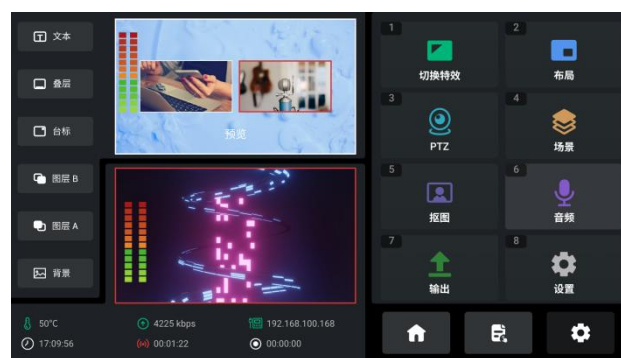 文本
叠层
台标
图层 B
图层 A
背景
预览
1
切换特效
2
布局
3
PTZ
4
场景
5
抠图
6
音频
7
输出
8
设置
50°C
4225 kbps
192.168.100.168
17:09:56
00:01:22
00:00:00